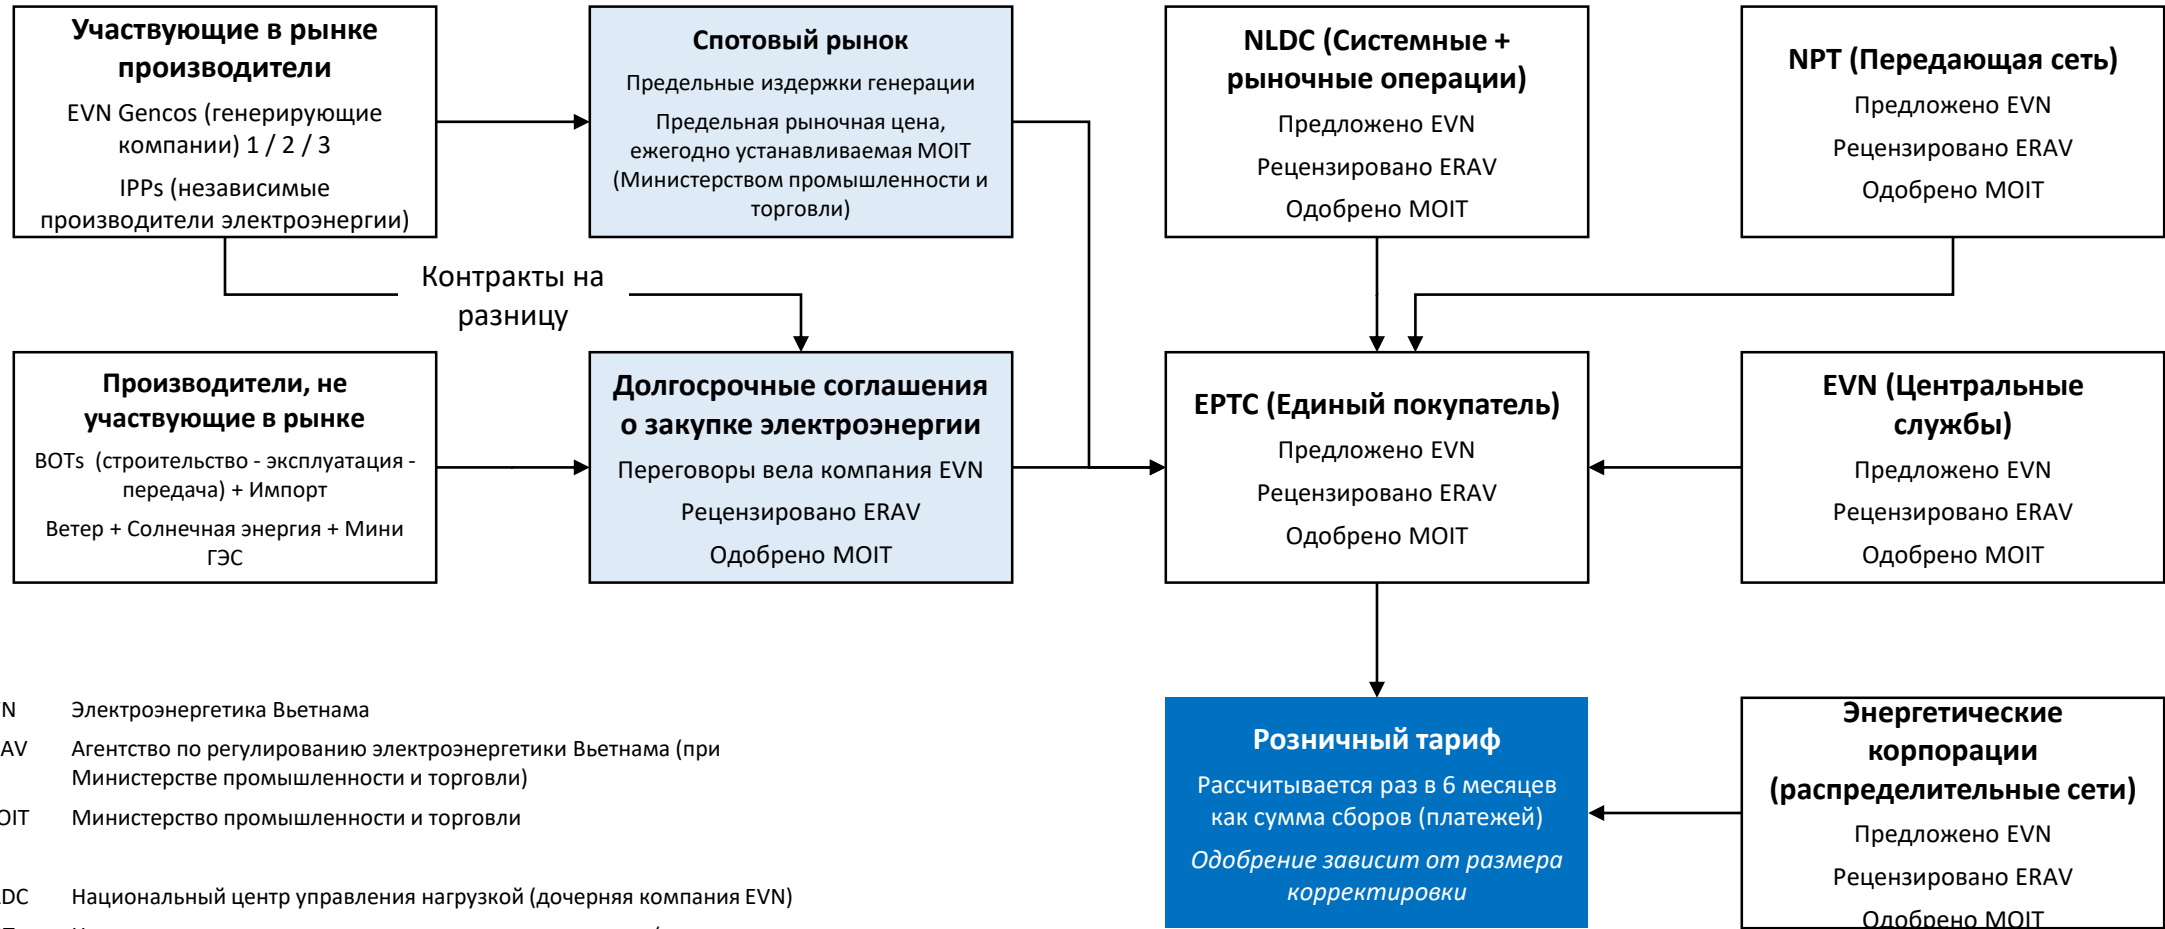 Участвующие в рынке
производители
EVN Gencos (генерирующие
компании) 1 / 2 / 3
IPPs (независимые
производители электроэнергии)
Спотовый рынок
Предельные издержки генерации
Предельная рыночная цена,
ежегодно устанавливаемая MOIT
(Министерством промышленности и
торговли)
NLDC (Системные +
рыночные операции)
Предложено EVN
Рецензировано ERAV
Одобрено MOIT
NPT (Передающая сеть)
Предложено EVN
Рецензировано ERAV
Одобрено MOIT
Контракты на
разницу
Производители, не
участвующие в рынке
BOTs (строительство - эксплуатация -
передача) + Импорт
Ветер + Солнечная энергия + Мини
ГЭС
Долгосрочные соглашения
о закупке электроэнергии
Переговоры вела компания EVN
Рецензировано ERAV
Одобрено MOIT
EPTC (Единый покупатель)
Предложено EVN
Рецензировано ERAV
Одобрено MOIT
EVN (Центральные
службы)
Предложено EVN
Рецензировано ERAV
Одобрено MOIT
Розничный тариф
Рассчитывается раз в 6 месяцев
как сумма сборов (платежей)
Одобрение зависит от размера
корректировки
Энергетические
корпорации
(распределительные сети)
Предложено EVN
Рецензировано ERAV
Одобрено MOIT
N Электроэнергетика Вьетнама
AV Агентство по регулированию электроэнергетики Вьетнама (при
Министерстве промышленности и торговли)
OIT Министерство промышленности и торговли
DC Национальный центр управления нагрузкой (дочерняя компания EVN)